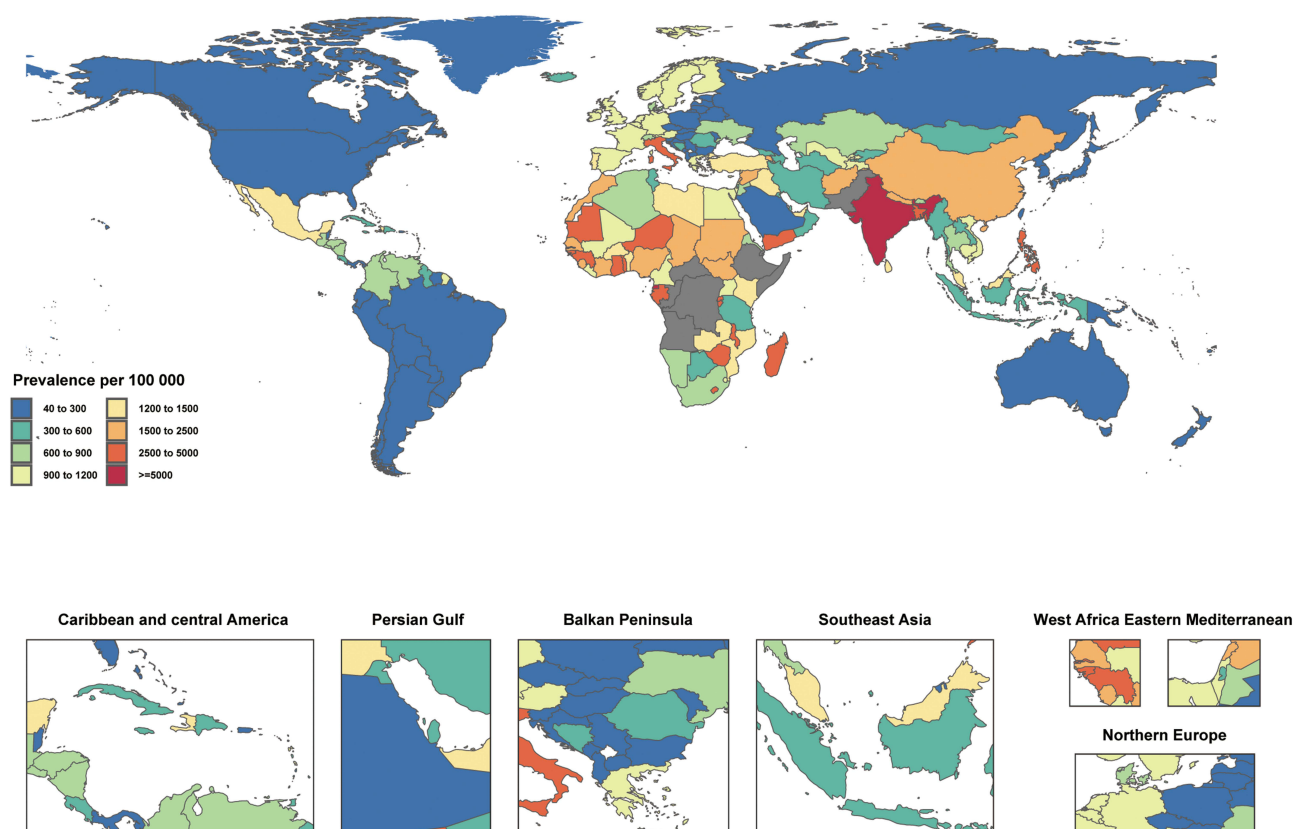 Prevalence per 100 000
40 to 300
300 to 600
600 to 900
900 to 1200
1200 to 1500
1500 to 2500
2500 to 5000
>=5000
Caribbean and central America
Persian Gulf
Balkan Peninsula
Southeast Asia
West Africa Eastern Mediterranean
Northern Europe